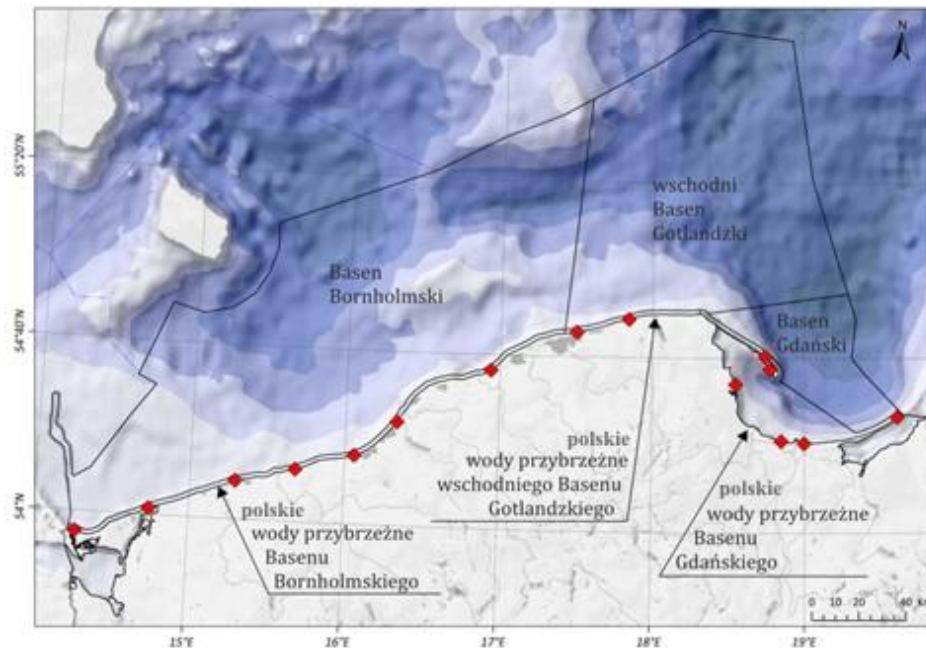 N
55°20'N
54°40'N
54°N
wschodni
Basen
Gotlandzki
Basen
Bornholmski
Basen
Gdański
polskie
wody przybrzeżne
wschodniego Basenu
Gotlandzkiego
polskie
wody przybrzeżne
Basenu
Bornholmskiego
polskie
wody przybrzeżne
Basenu
Gdańskiego
0 10 20 40 km
15°E 16°E 17°E 18°E 19°E